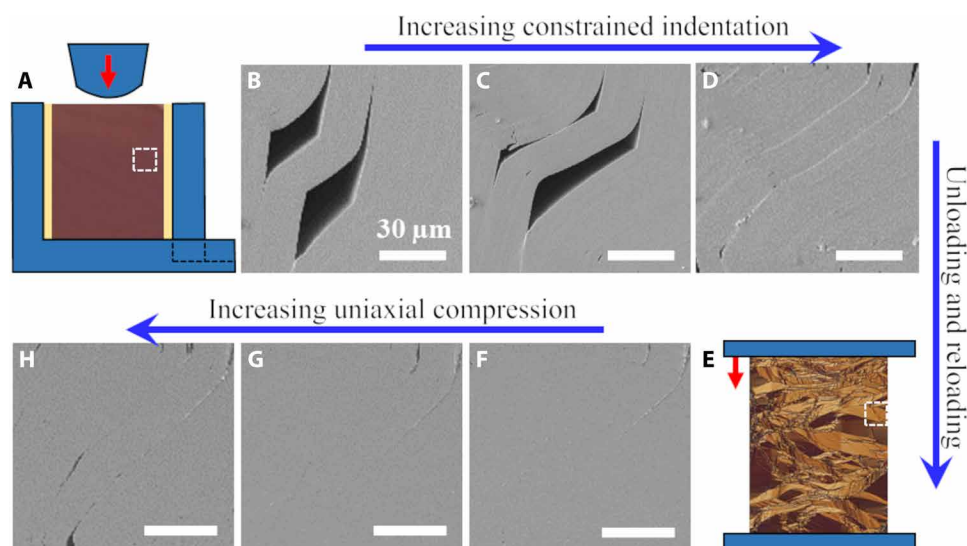 Increasing constrained indentation
A
B
C
D
30 μm
Unloading and reloading
Increasing uniaxial compression
H
G
F
E